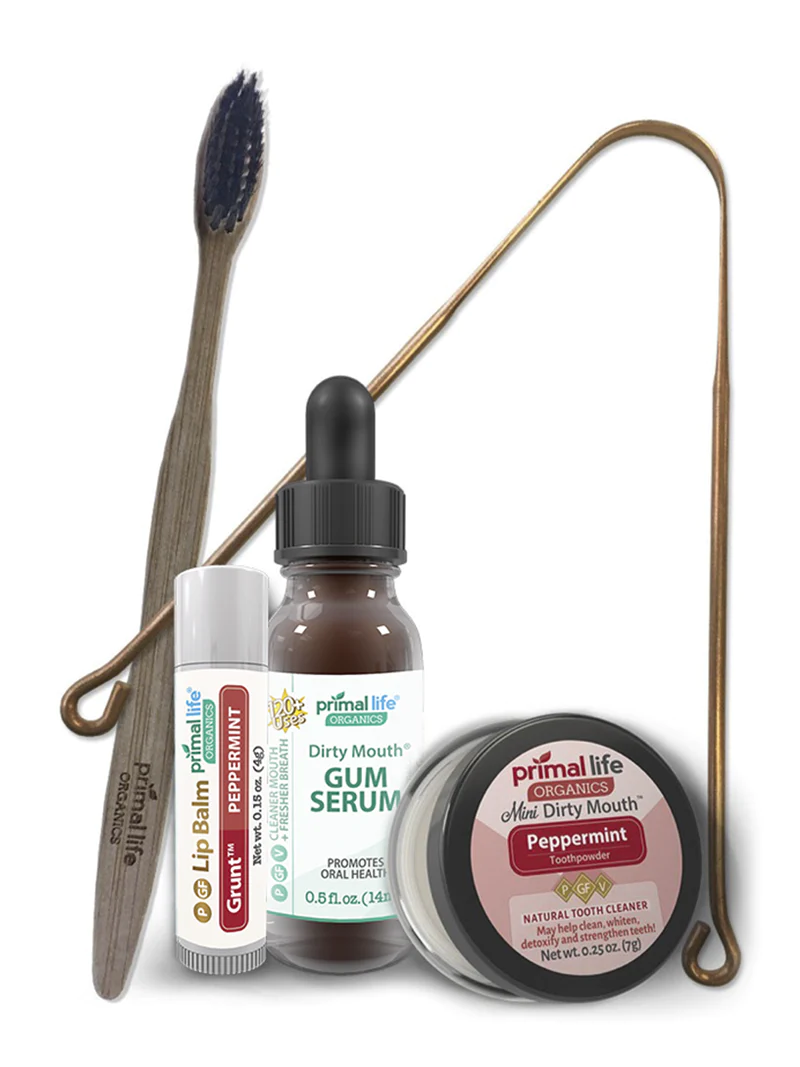 primal life
ORGANICS
P GF Lip Balm primal life®
ORGANICS
Grunt™ PEPPERMINT
Net wt. 0.15 oz. (4g)
120+
Uses
primal life®
ORGANICS
Dirty Mouth®
GUM
SERUM
P GF V CLEANER MOUTH
+ FRESHER BREATH
PROMOTES
ORAL HEALTH
0.5 fl. oz. (14m
primal life
ORGANICS
Mini Dirty Mouth™
Peppermint
Toothpowder
P GF V
NATURAL TOOTH CLEANER
May help clean, whiten,
detoxify and strengthen teeth!
Net wt. 0.25 oz. (7g)